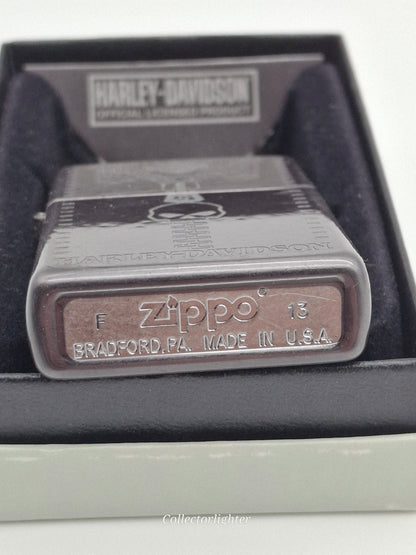 HARLEY-DAVIDSON
OFFICIAL LICENSED PRODUCT
HARLEY-DAVIDSON
F Zippo® 13
BRADFORD, PA. MADE IN U.S.A.
Collectorlighter